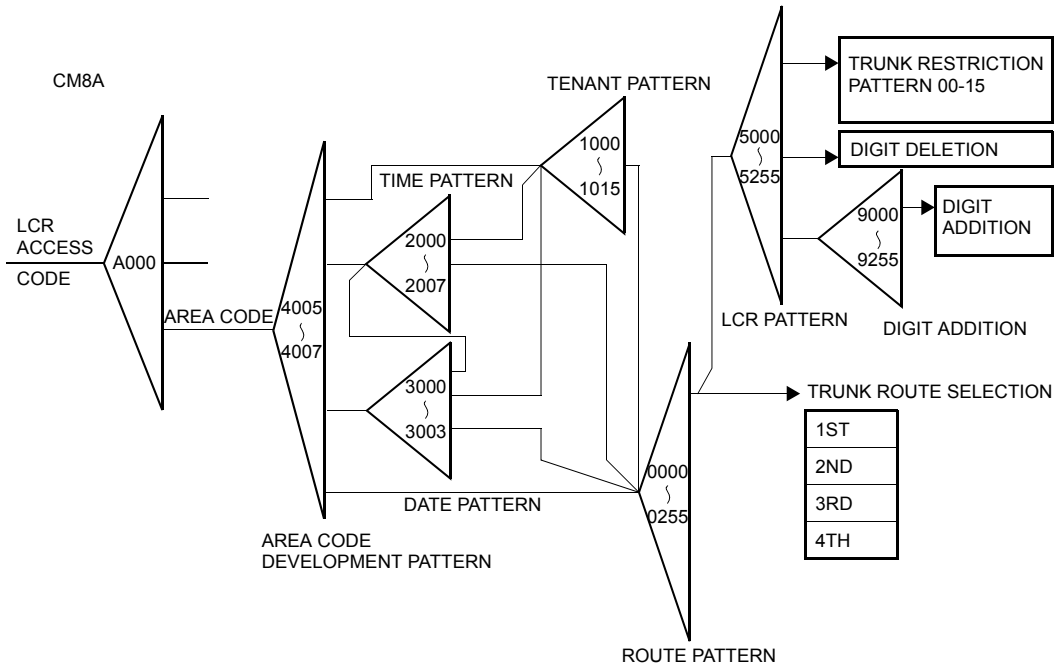 CM8A
LCR
ACCESS
CODE
A000
AREA CODE
4005
~
4007
AREA CODE
DEVELOPMENT PATTERN
TIME PATTERN
2000
~
2007
3000
~
3003
DATE PATTERN
TENANT PATTERN
1000
~
1015
0000
~
0255
ROUTE PATTERN
5000
~
5255
LCR PATTERN
TRUNK RESTRICTION
PATTERN 00-15
DIGIT DELETION
9000
~
9255
DIGIT
ADDITION
DIGIT ADDITION
TRUNK ROUTE SELECTION
1ST
2ND
3RD
4TH